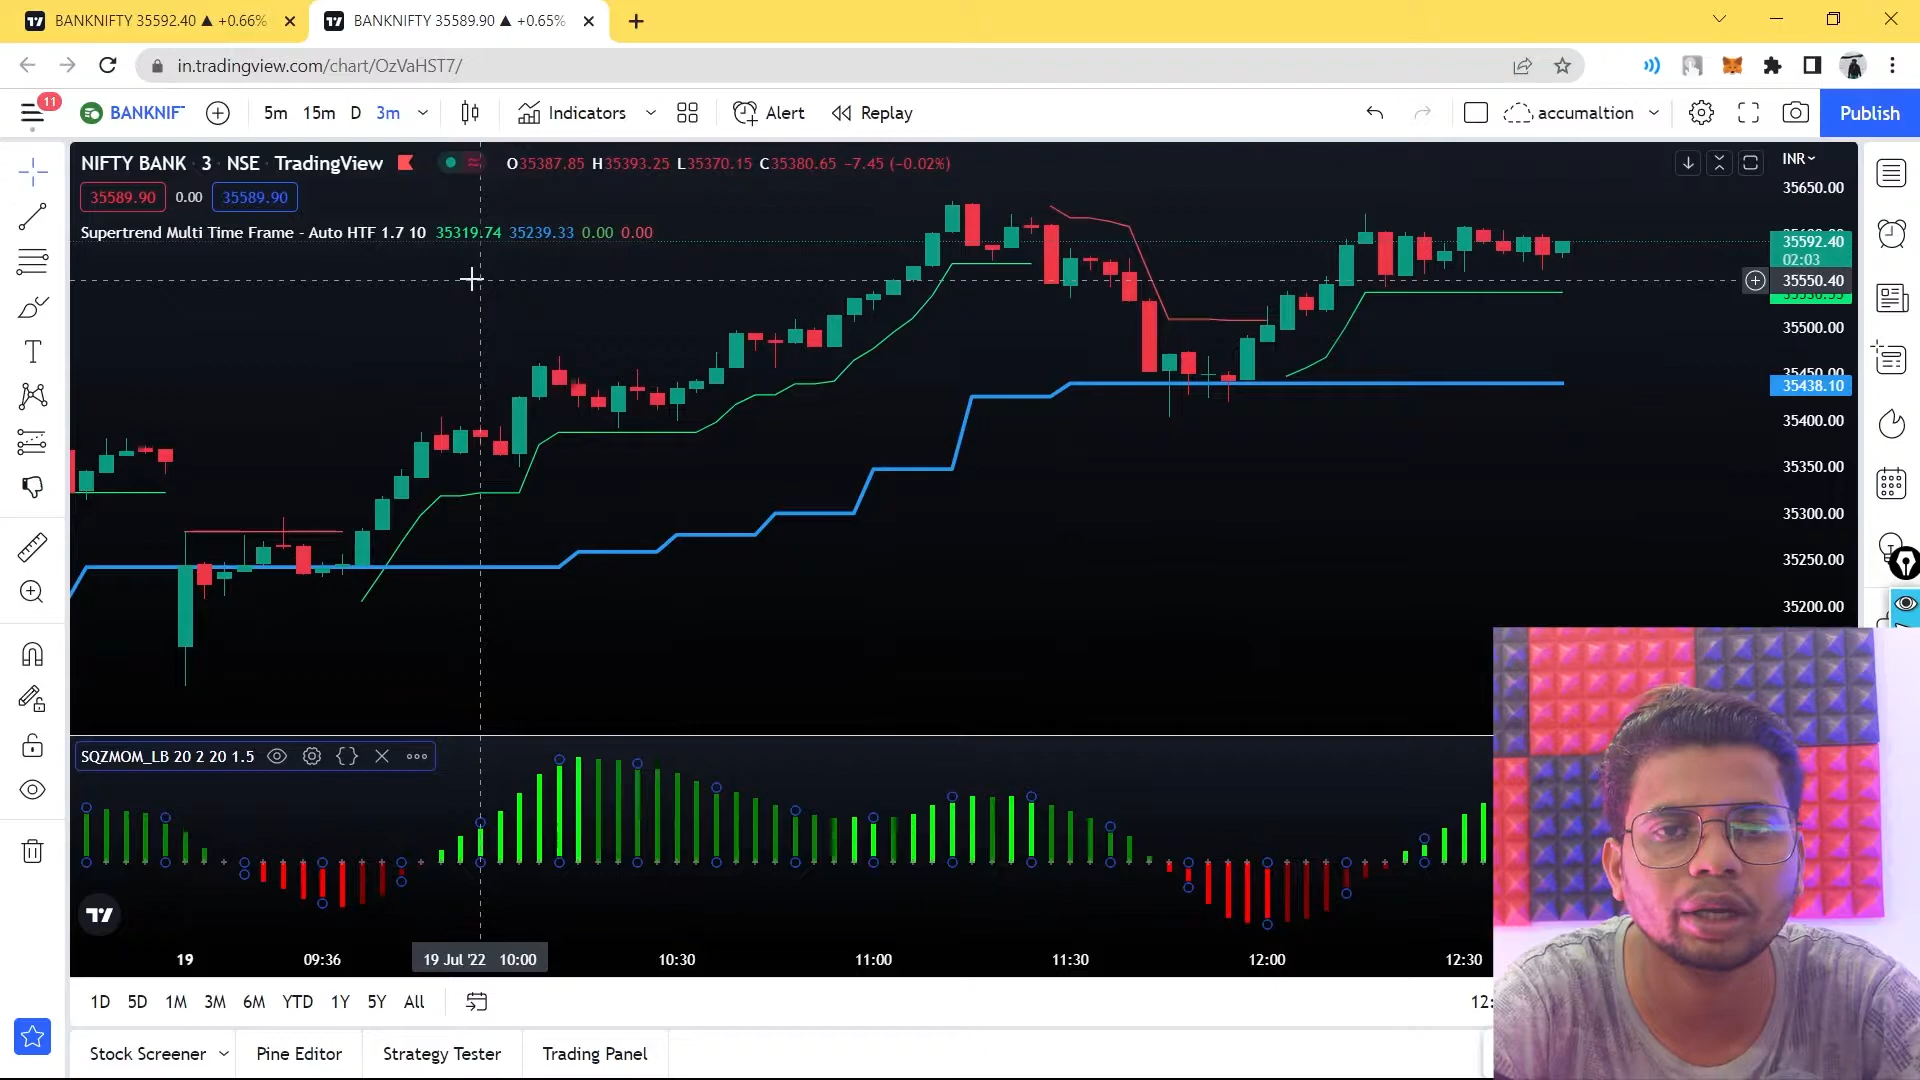 BANKNIFTY 35592.40 ▲ +0.66%
BANKNIFTY 35589.90 ▲ +0.65%
in.tradingview.com/chart/OzVaHST7/
11
BANKNIF
5m 15m D 3m
Indicators
Alert
Replay
accumaltion
Publish
NIFTY BANK · 3 · NSE · TradingView
O35387.85 H35393.25 L35370.15 C35380.65 −7.45 (−0.02%)
INR
35589.90 0.00 35589.90
Supertrend Multi Time Frame - Auto HTF 1.7 10 35319.74 35239.33 0.00 0.00
35650.00
35592.40
02:03
35550.40
35500.00
35450.00
35438.10
35400.00
35350.00
35300.00
35250.00
35200.00
SQZMOM_LB 20 2 20 1.5
19 09:36 19 Jul '22 10:00 10:30 11:00 11:30 12:00 12:30
1D 5D 1M 3M 6M YTD 1Y 5Y All
12:
Stock Screener Pine Editor Strategy Tester Trading Panel